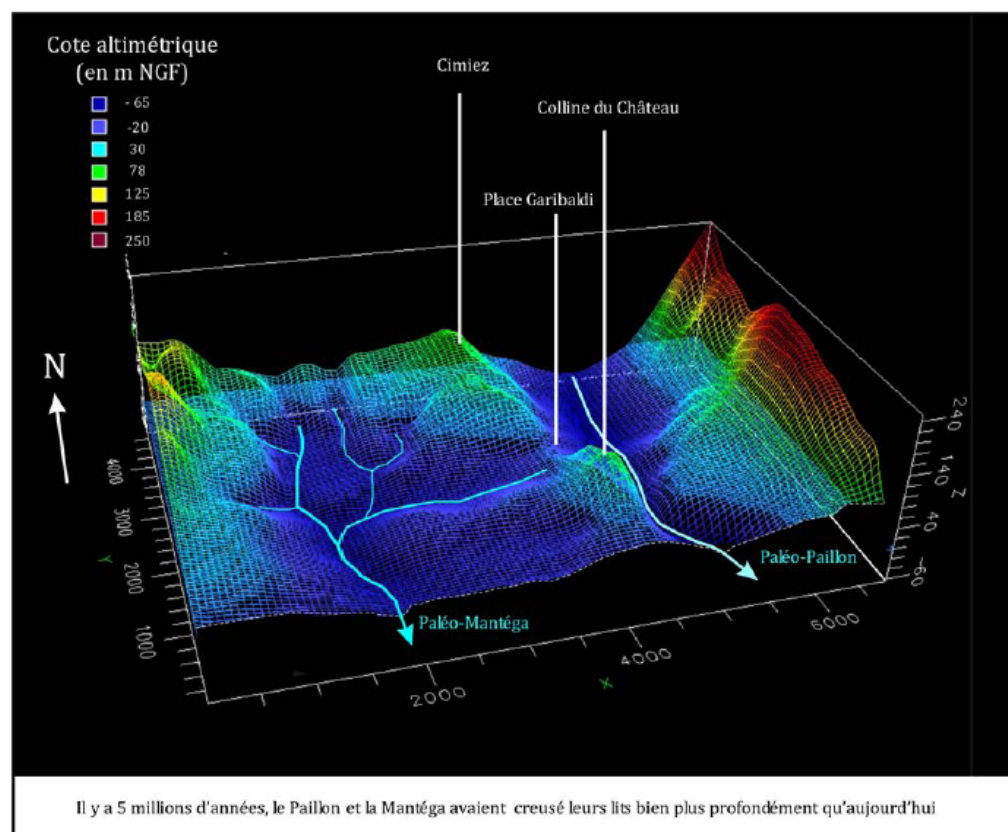 Cote altimétrique
(en m NGF)
- 65
-20
30
78
125
185
250
Cimiez
Colline du Château
Place Garibaldi
N
240
140
Z
40
-60
4000
3000
Y
2000
1000
Paléo-Paillon
Paléo-Mantéga
2000
4000
X
Il y a 5 millions d'années, le Paillon et la Mantéga avaient creusé leurs lits bien plus profondément qu'aujourd'hui